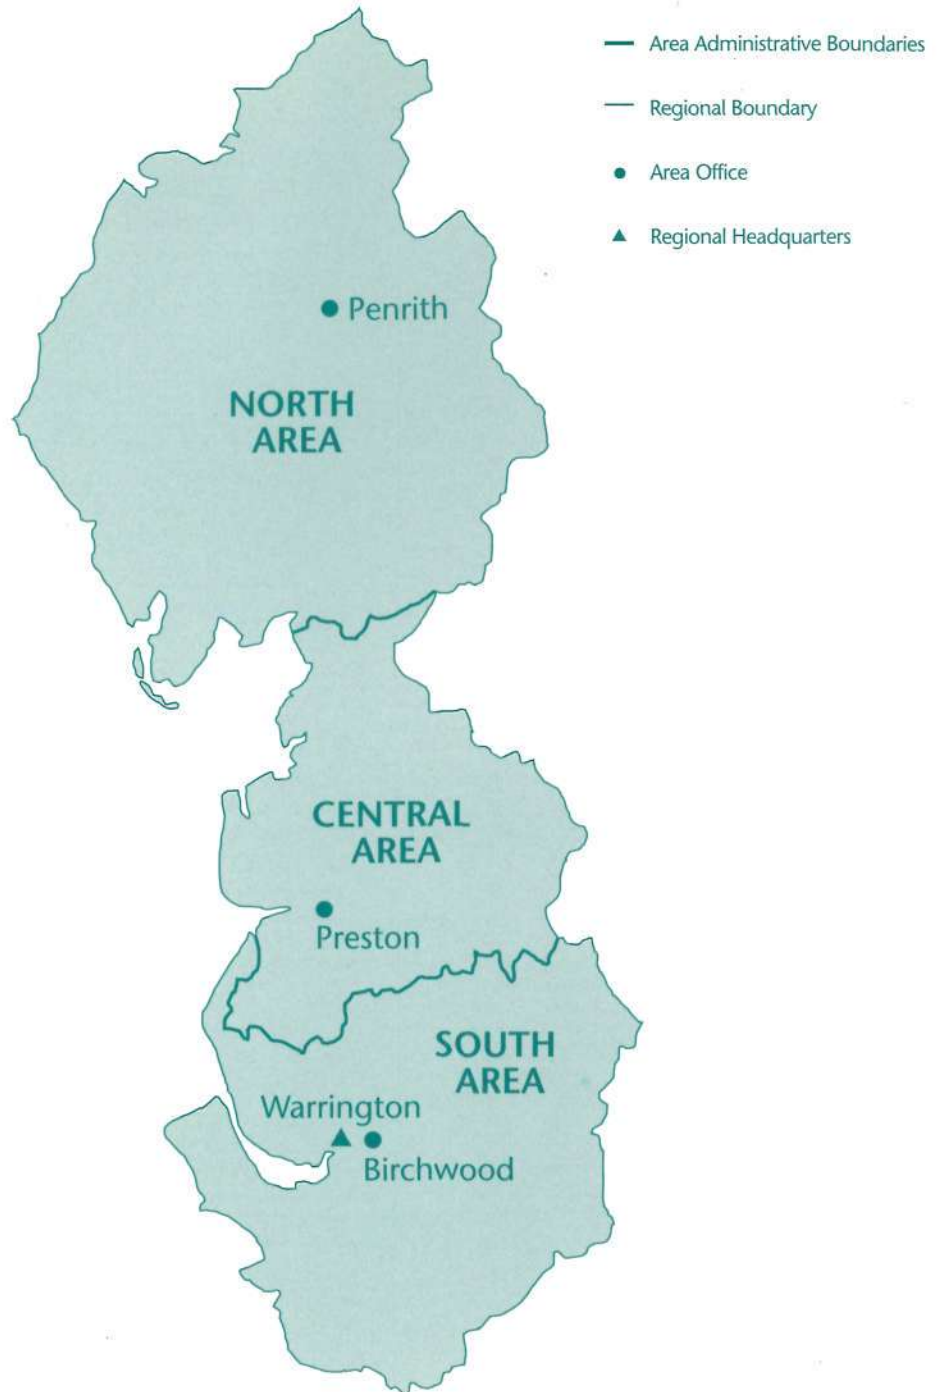 Area Administrative Boundaries
Regional Boundary
Area Office
Regional Headquarters
Penrith
NORTH
AREA
CENTRAL
AREA
Preston
SOUTH
AREA
Warrington
Birchwood